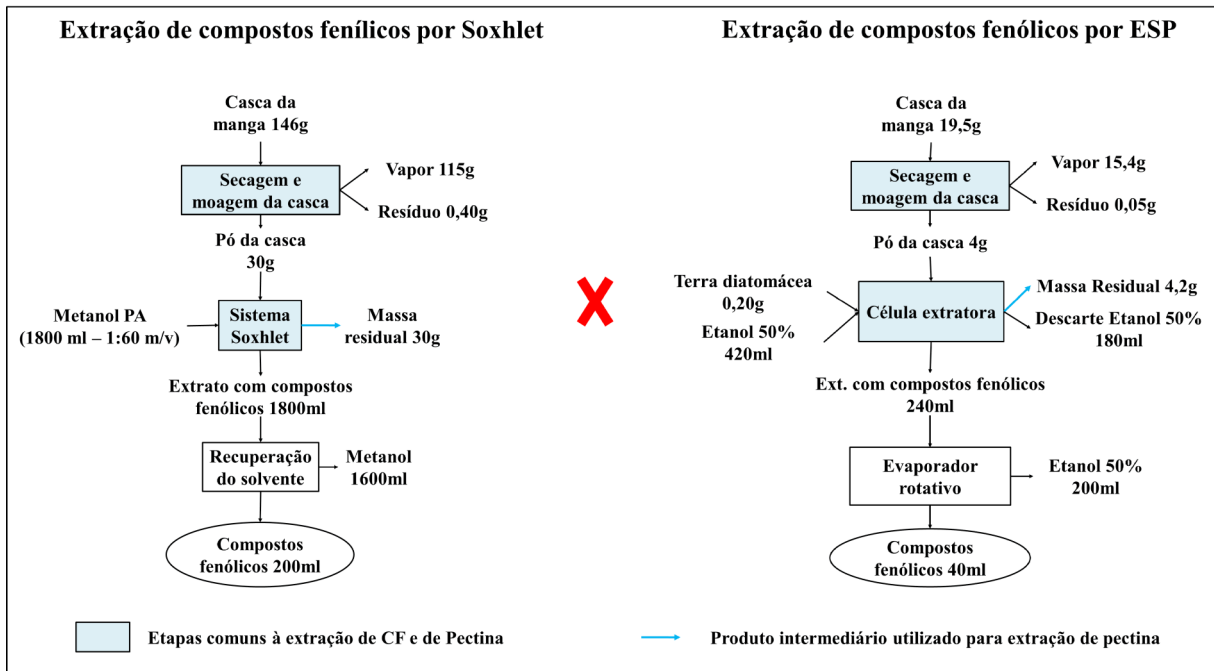 Extração de compostos fenílicos por Soxhlet
Casca da
manga 146g
Secagem e
moagem da casca
Vapor 115g
Resíduo 0,40g
Pó da casca
30g
Metanol PA
(1800 ml – 1:60 m/v)
Sistema
Soxhlet
Massa
residual 30g
Extrato com compostos
fenólicos 1800ml
Recuperação
do solvente
Metanol
1600ml
Compostos
fenólicos 200ml
X
Extração de compostos fenólicos por ESP
Casca da
manga 19,5g
Secagem e
moagem da casca
Vapor 15,4g
Resíduo 0,05g
Pó da casca 4g
Terra diatomácea
0,20g
Etanol 50%
420ml
Célula extratora
Massa Residual 4,2g
Descarte Etanol 50%
180ml
Ext. com compostos fenólicos
240ml
Evaporador
rotativo
Etanol 50%
200ml
Compostos
fenólicos 40ml
Etapas comuns à extração de CF e de Pectina
Produto intermediário utilizado para extração de pectina